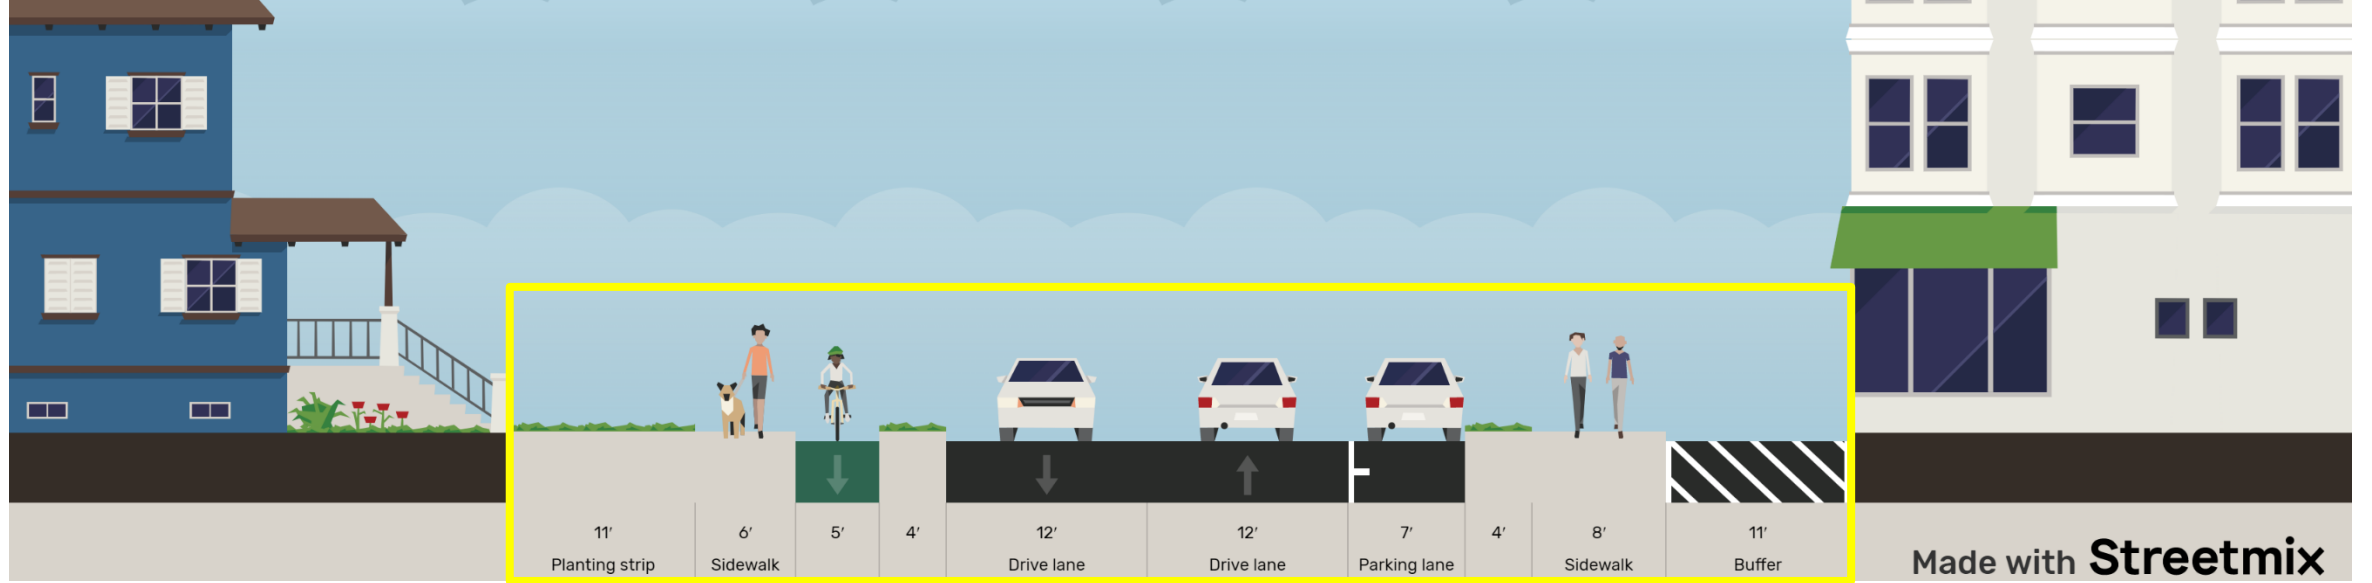 11′ 6′ 5′ 4′ 12′ 12′ 7′ 4′ 8′ 11′
Planting strip Sidewalk Drive lane Drive lane Parking lane Sidewalk Buffer
Made with Streetmix